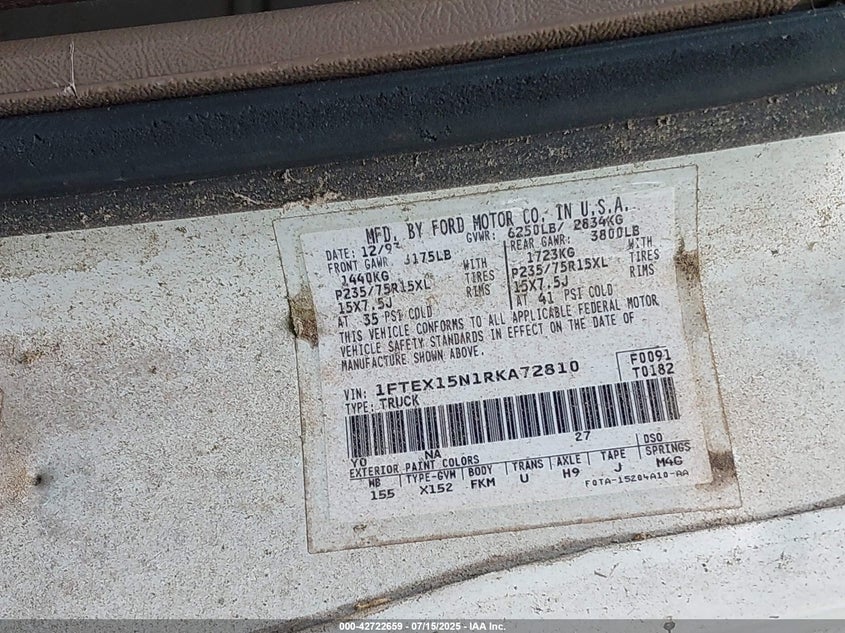 MFD. BY FORD MOTOR CO. IN U.S.A.
DATE: 12/94 GVWR: 6250LB/ 2834KG
FRONT GAWR 3175LB REAR GAWR: 3800LB
1440KG WITH 1723KG WITH
P235/75R15XL TIRES P235/75R15XL TIRES
15X7.5J RIMS 15X7.5J RIMS
AT 35 PSI COLD AT 41 PSI COLD
THIS VEHICLE CONFORMS TO ALL APPLICABLE FEDERAL MOTOR
VEHICLE SAFETY STANDARDS IN EFFECT ON THE DATE OF
MANUFACTURE SHOWN ABOVE.
VIN: 1FTEX15N1RKA72810 F0091
TYPE: TRUCK T0182
YO NA 27 DSO
EXTERIOR PAINT COLORS
WB TYPE-GVW BODY TRANS AXLE TAPE SPRINGS
155 X152 FKM U H9 J M4G
F0TA-15204A10-AA
000-42722659 - 07/15/2025 - IAA Inc.